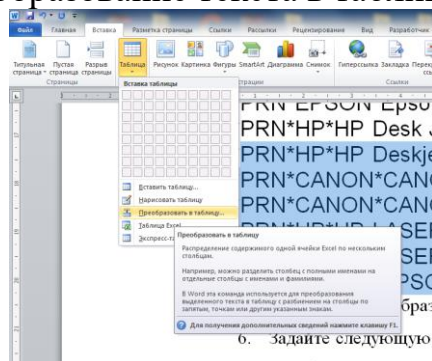 бразование текста в табли
Файл Главная Вставка Разметка страницы Ссылки Рассылки Рецензирование Вид Разработчик
Титульная страница Пустая страница Разрыв страницы Таблица Рисунок Картинка Фигуры SmartArt Диаграмма Снимок Гиперссылка Закладка
Страницы Ссылки
Вставка таблицы
PRN EPSON Epso
PRN*HP*HP Desk
PRN*HP*HP Deskje
PRN*CANON*CAN
PRN*CANON*CAN
Вставить таблицу...
Нарисовать таблицу
Преобразовать в таблицу...
Таблица Excel
Преобразовать в таблицу
Распределение содержимого одной ячейки Excel по нескольким
столбцам.
Например, можно разделить столбец с полными именами на
отдельные столбцы с именами и фамилиями.
В Word эта команда используется для преобразования
выделенного текста в таблицу с разбиением на столбцы по
запятым, точкам или другим указанным знакам.
Для получения дополнительных сведений нажмите клавишу F1.
6. Задайте следующую